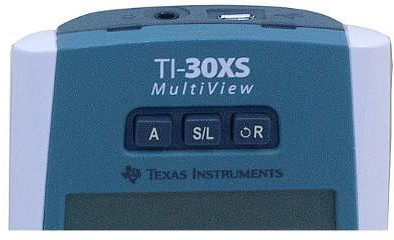 TI-30XS
MultiView
A S/L ↺R
TEXAS INSTRUMENTS